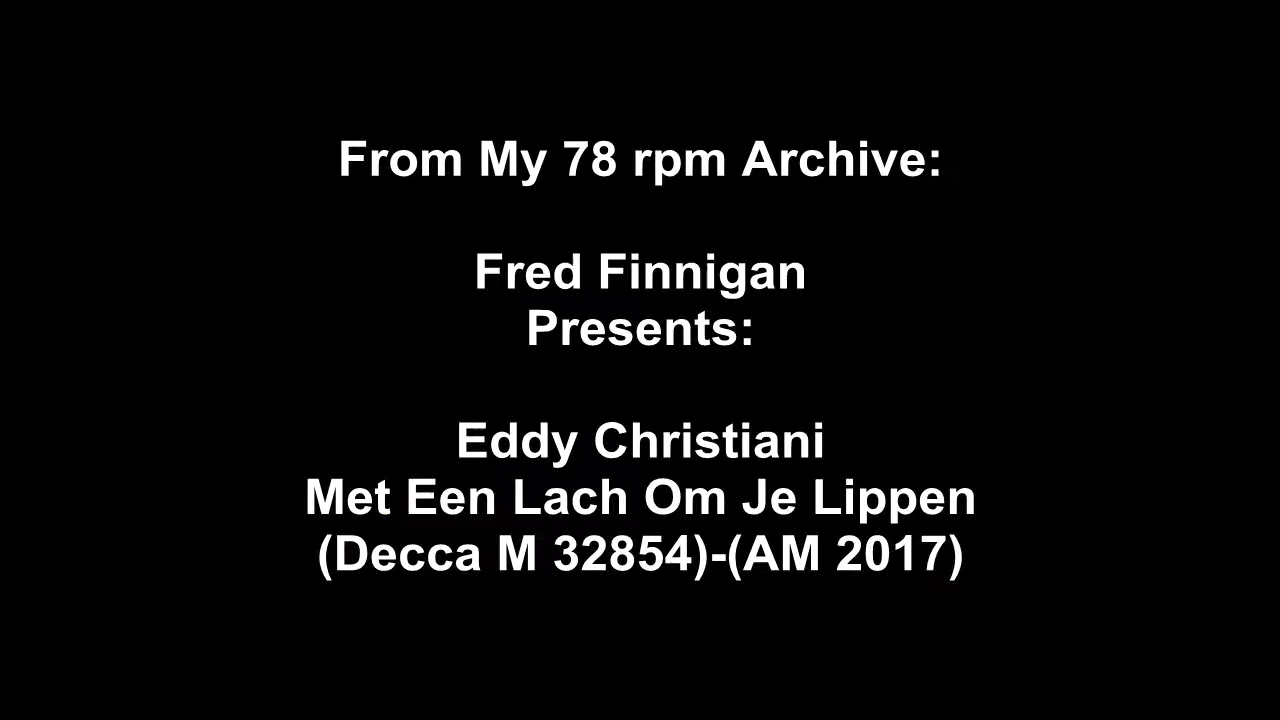 From My 78 rpm Archive:
Fred Finnigan
Presents:
Eddy Christiani
Met Een Lach Om Je Lippen
(Decca M 32854)-(AM 2017)